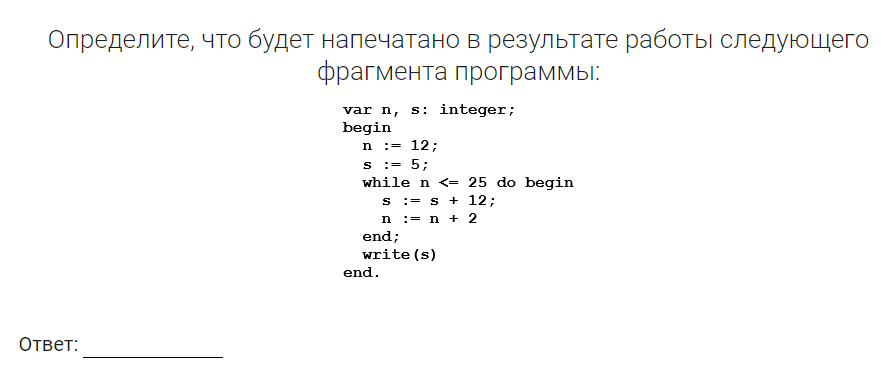 Определите, что будет напечатано в результате работы следующего
фрагмента программы:
var n, s: integer;
begin
n := 12;
s := 5;
while n <= 25 do begin
s := s + 12;
n := n + 2
end;
write(s)
end.
Ответ: